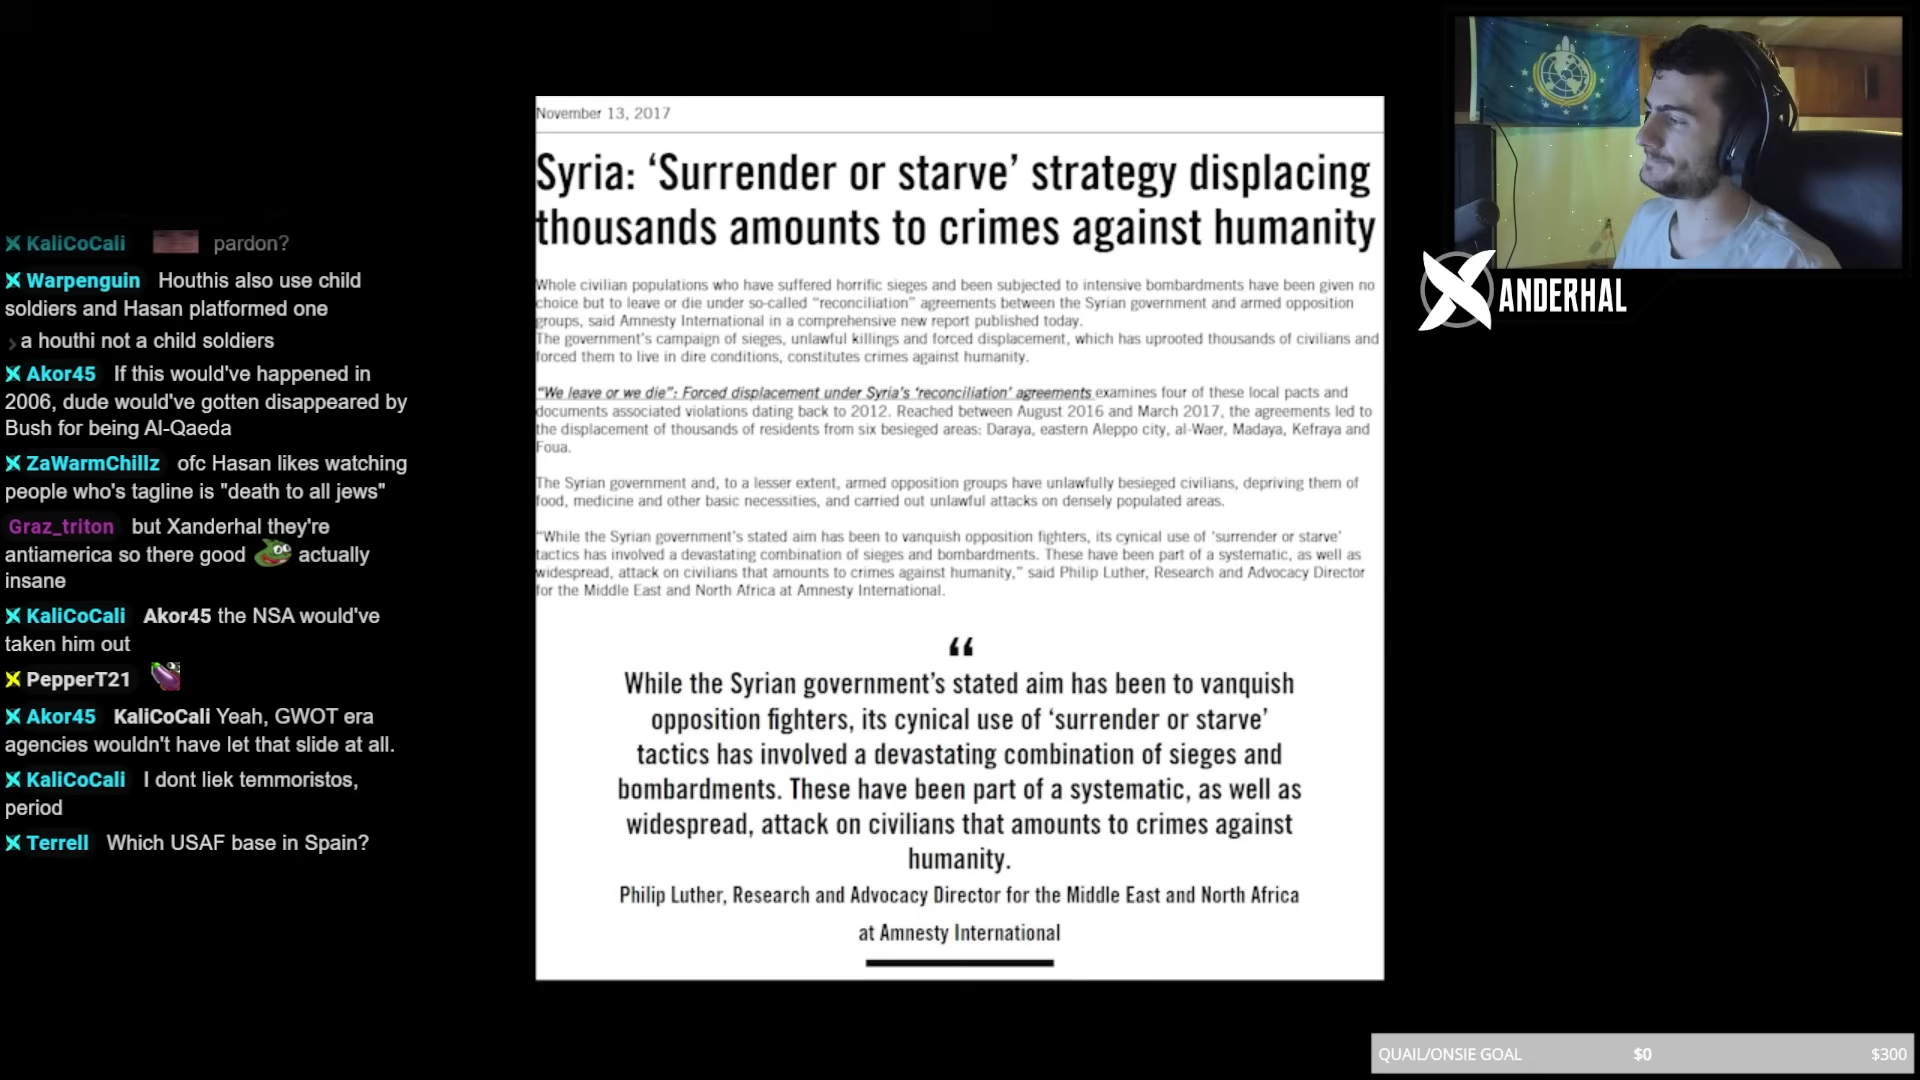 KaliCoCali pardon?
Warpenguin Houthis also use child
soldiers and Hasan platformed one
a houthi not a child soldiers
Akor45 If this would've happened in
2006, dude would've gotten disappeared by
Bush for being Al-Qaeda
ZaWarmChillz ofc Hasan likes watching
people who's tagline is "death to all jews"
Graz_triton but Xanderhal they're
antiamerica so there good actually
insane
KaliCoCali Akor45 the NSA would've
taken him out
PepperT21
Akor45 KaliCoCali Yeah, GWOT era
agencies wouldn't have let that slide at all.
KaliCoCali I dont liek temmoristos,
period
Terrell Which USAF base in Spain?
November 13, 2017
Syria: ‘Surrender or starve’ strategy displacing
thousands amounts to crimes against humanity
Whole civilian populations who have suffered horrific sieges and been subjected to intensive bombardments have been given no
choice but to leave or die under so-called “reconciliation” agreements between the Syrian government and armed opposition
groups, said Amnesty International in a comprehensive new report published today.
The government’s campaign of sieges, unlawful killings and forced displacement, which has uprooted thousands of civilians and
forced them to live in dire conditions, constitutes crimes against humanity.
“We leave or we die”: Forced displacement under Syria’s ‘reconciliation’ agreements examines four of these local pacts and
documents associated violations dating back to 2012. Reached between August 2016 and March 2017, the agreements led to
the displacement of thousands of residents from six besieged areas: Daraya, eastern Aleppo city, al-Waer, Madaya, Kefraya and
Foua.
The Syrian government and, to a lesser extent, armed opposition groups have unlawfully besieged civilians, depriving them of
food, medicine and other basic necessities, and carried out unlawful attacks on densely populated areas.
“While the Syrian government’s stated aim has been to vanquish opposition fighters, its cynical use of ‘surrender or starve’
tactics has involved a devastating combination of sieges and bombardments. These have been part of a systematic, as well as
widespread, attack on civilians that amounts to crimes against humanity,” said Philip Luther, Research and Advocacy Director
for the Middle East and North Africa at Amnesty International.
“
While the Syrian government’s stated aim has been to vanquish
opposition fighters, its cynical use of ‘surrender or starve’
tactics has involved a devastating combination of sieges and
bombardments. These have been part of a systematic, as well as
widespread, attack on civilians that amounts to crimes against
humanity.
Philip Luther, Research and Advocacy Director for the Middle East and North Africa
at Amnesty International
XANDERHAL
QUAIL/ONSIE GOAL $0 $300